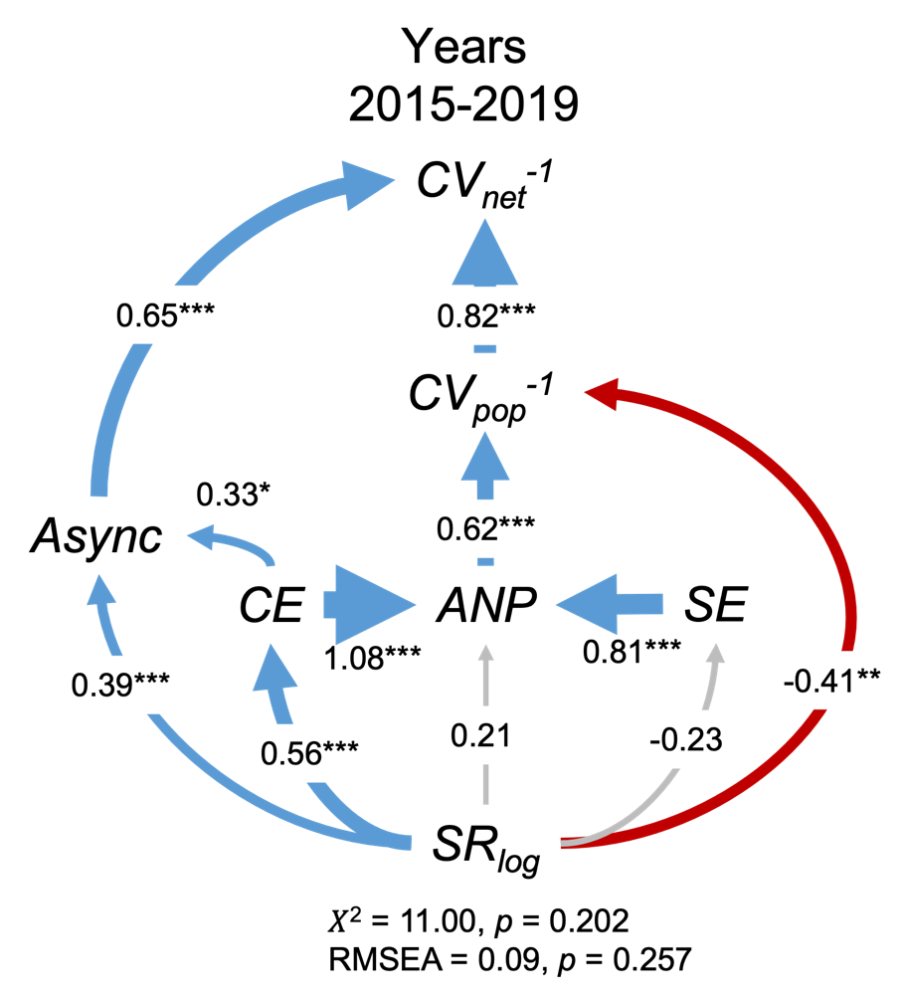 Years
2015-2019
CVnet-1
0.65***
0.82***
CVpop-1
0.33*
0.62***
Async
CE
ANP
SE
1.08***
0.81***
0.39***
-0.41**
0.56***
0.21
-0.23
SRlog
X2 = 11.00, p = 0.202
RMSEA = 0.09, p = 0.257